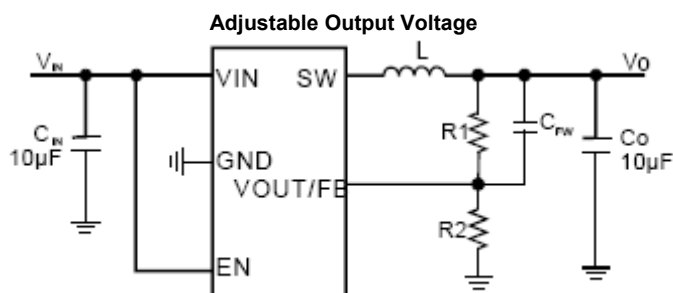 Adjustable Output Voltage
L
VIN
VIN
SW
Vo
CIN
10µF
R1
CFW
Co
10µF
GND
VOUT/FB
R2
EN